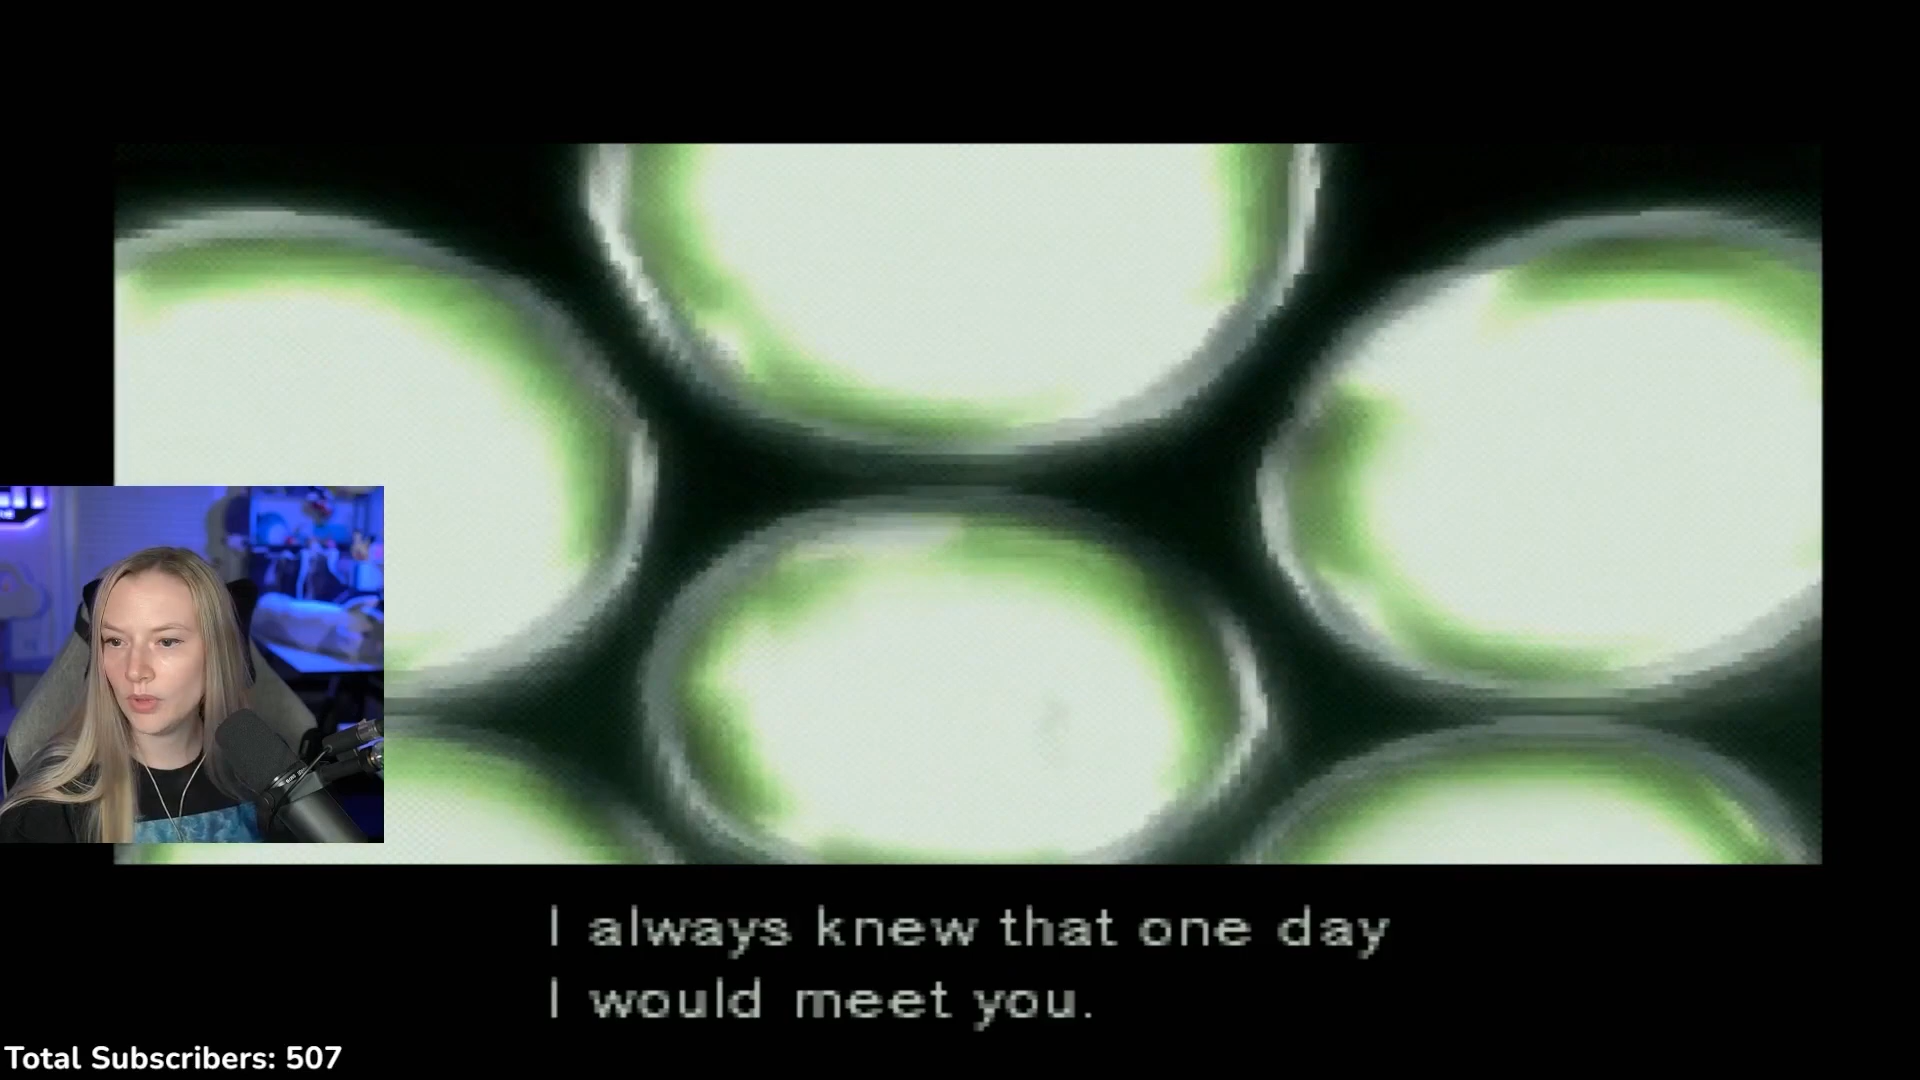 I always knew that one day
I would meet you.
Total Subscribers: 507